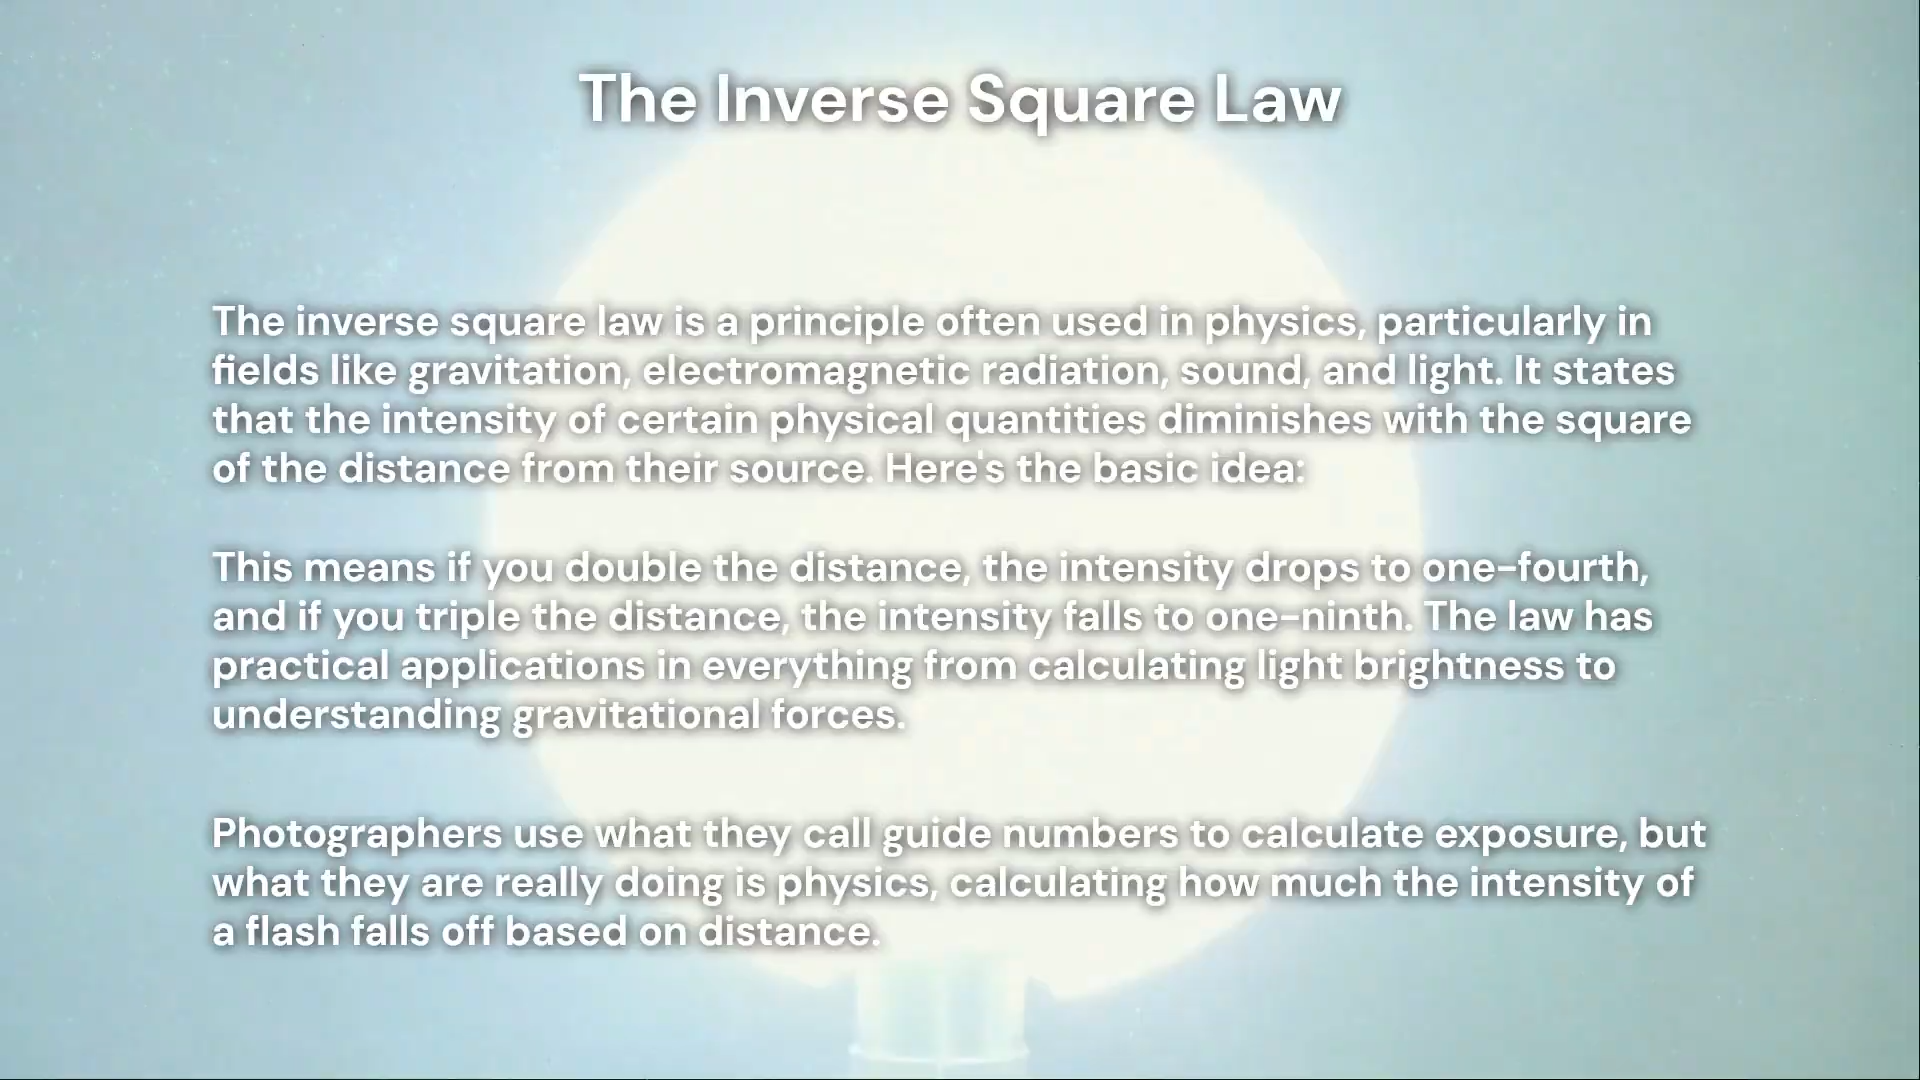 The Inverse Square Law
The inverse square law is a principle often used in physics, particularly in
fields like gravitation, electromagnetic radiation, sound, and light. It states
that the intensity of certain physical quantities diminishes with the square
of the distance from their source. Here's the basic idea:
This means if you double the distance, the intensity drops to one-fourth,
and if you triple the distance, the intensity falls to one-ninth. The law has
practical applications in everything from calculating light brightness to
understanding gravitational forces.
Photographers use what they call guide numbers to calculate exposure, but
what they are really doing is physics, calculating how much the intensity of
a flash falls off based on distance.